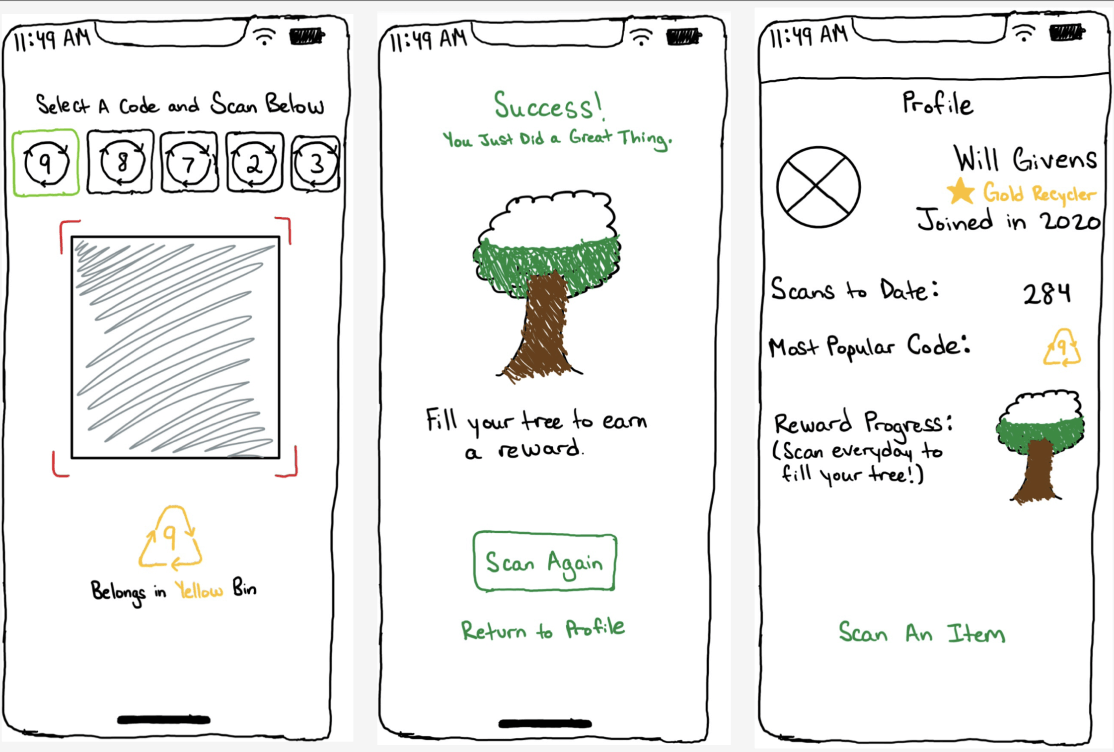 11:49 AM
Select A Code and Scan Below
9 8 7 2 3
9
Belongs in Yellow Bin
11:49 AM
Success!
You Just Did a Great Thing.
Fill your tree to earn
a reward.
Scan Again
Return to Profile
11:49 AM
Profile
Will Givens
Gold Recycler
Joined in 2020
Scans to Date: 284
Most Popular Code: 9
Reward Progress:
(Scan everyday to
fill your tree!)
Scan An Item